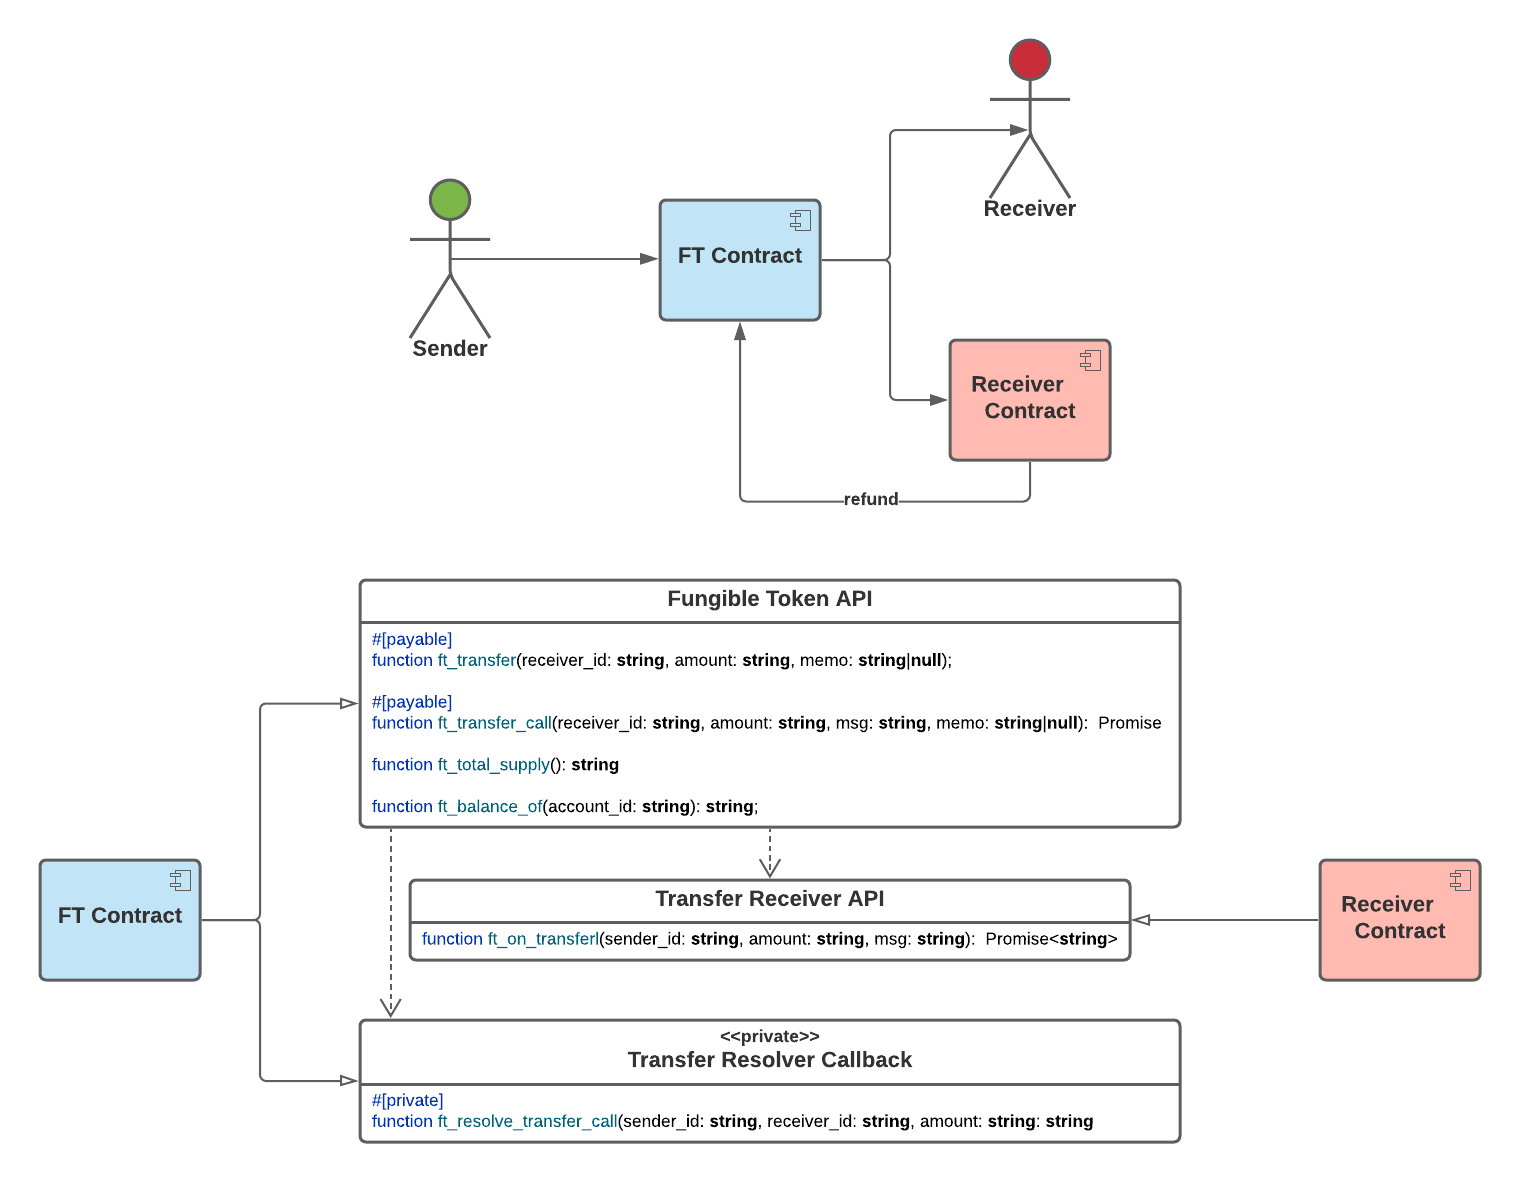 Receiver
FT Contract
Sender
Receiver
Contract
refund
Fungible Token API
#[payable]
function ft_transfer(receiver_id: string, amount: string, memo: string|null);
#[payable]
function ft_transfer_call(receiver_id: string, amount: string, msg: string, memo: string|null): Promise
function ft_total_supply(): string
function ft_balance_of(account_id: string): string;
FT Contract
Transfer Receiver API
function ft_on_transferl(sender_id: string, amount: string, msg: string): Promise<string>
Receiver
Contract
<<private>>
Transfer Resolver Callback
#[private]
function ft_resolve_transfer_call(sender_id: string, receiver_id: string, amount: string: string